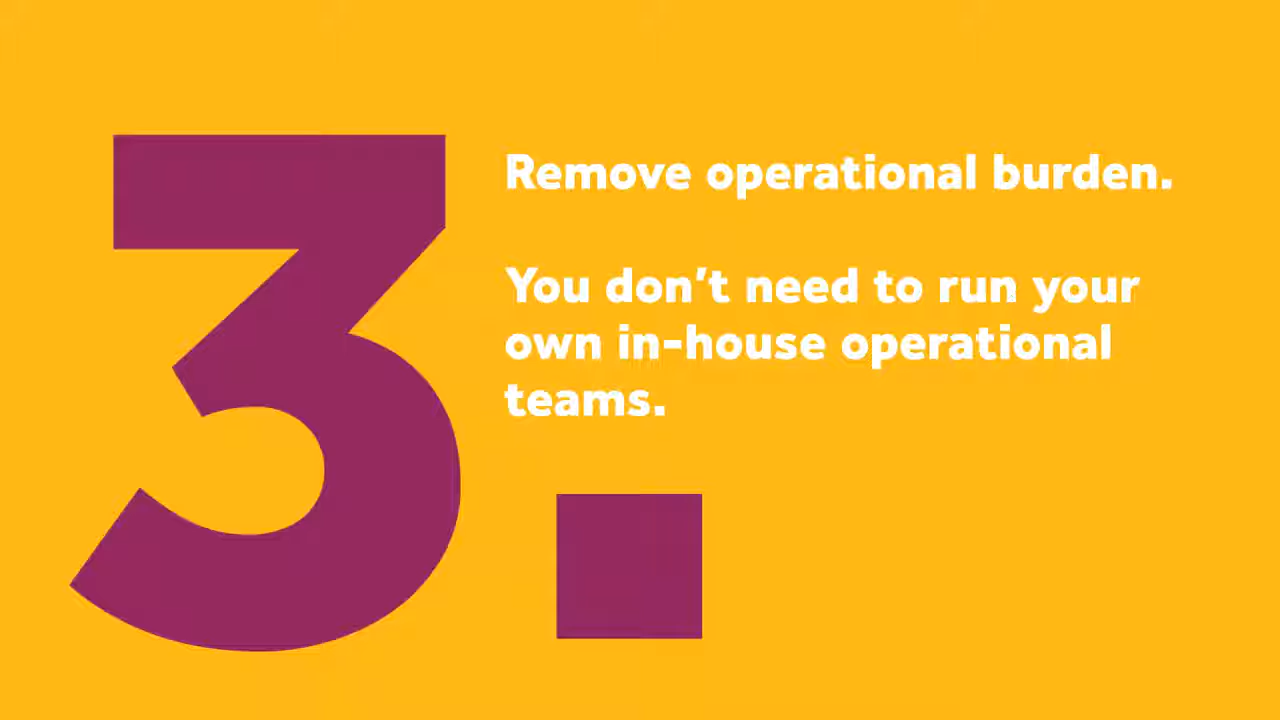 3.
Remove operational burden.
You don’t need to run your
own in-house operational
teams.